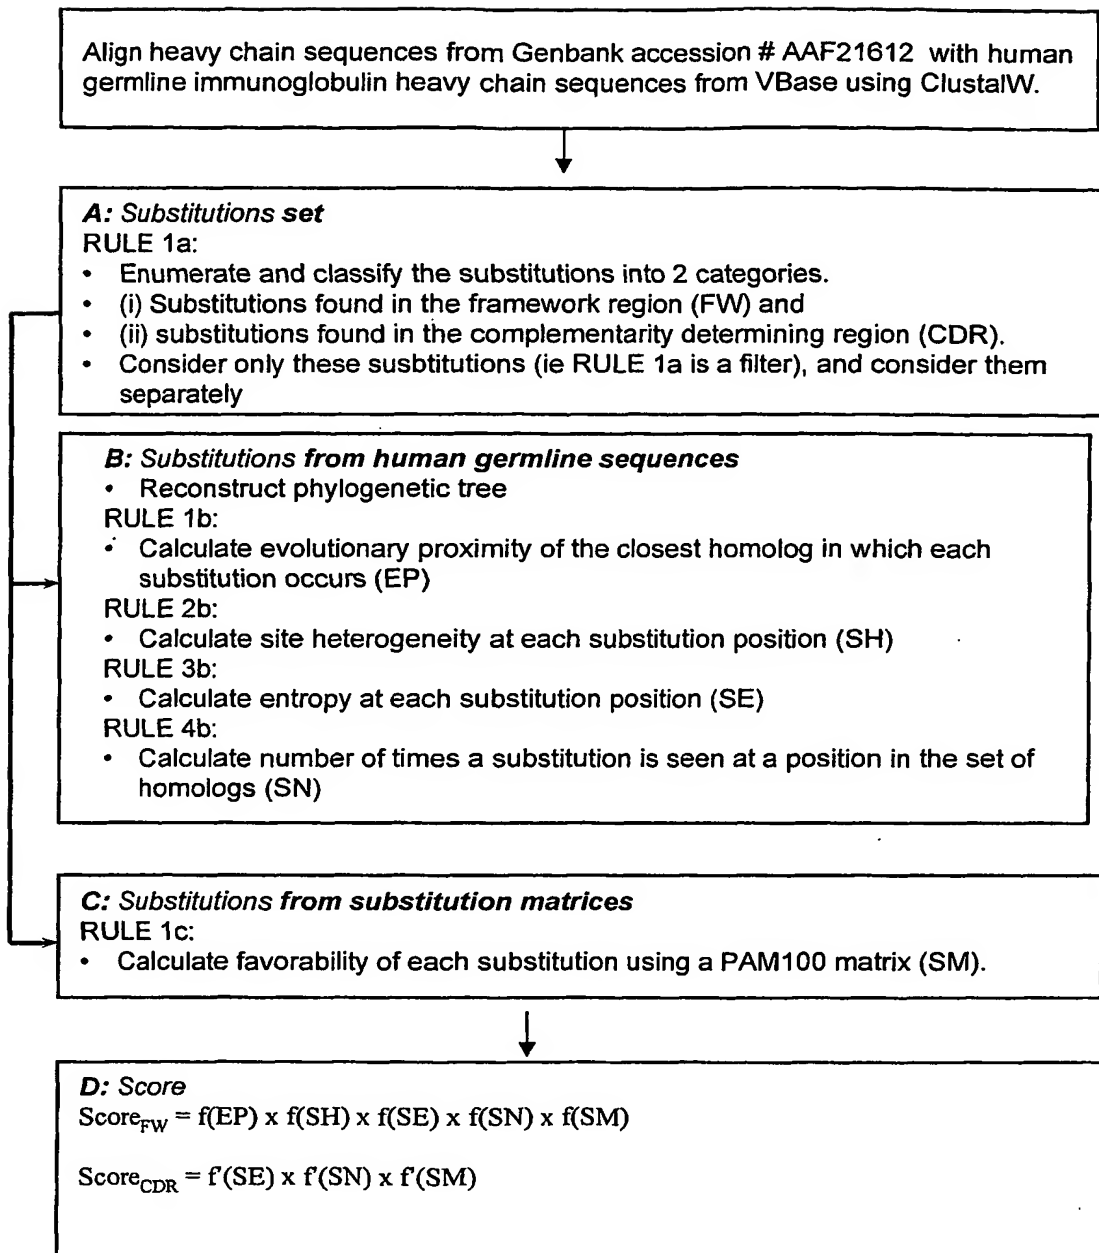 Align heavy chain sequences from Genbank accession # AAF21612 with human
germline immunoglobulin heavy chain sequences from VBase using ClustalW.
A: Substitutions set
RULE 1a:
• Enumerate and classify the substitutions into 2 categories.
• (i) Substitutions found in the framework region (FW) and
• (ii) substitutions found in the complementarity determining region (CDR).
• Consider only these susbtitutions (ie RULE 1a is a filter), and consider them
separately
B: Substitutions from human germline sequences
• Reconstruct phylogenetic tree
RULE 1b:
• Calculate evolutionary proximity of the closest homolog in which each
substitution occurs (EP)
RULE 2b:
• Calculate site heterogeneity at each substitution position (SH)
RULE 3b:
• Calculate entropy at each substitution position (SE)
RULE 4b:
• Calculate number of times a substitution is seen at a position in the set of
homologs (SN)
C: Substitutions from substitution matrices
RULE 1c:
• Calculate favorability of each substitution using a PAM100 matrix (SM).
D: Score
Score_FW = f(EP) x f(SH) x f(SE) x f(SN) x f(SM)
Score_CDR = f'(SE) x f'(SN) x f'(SM)